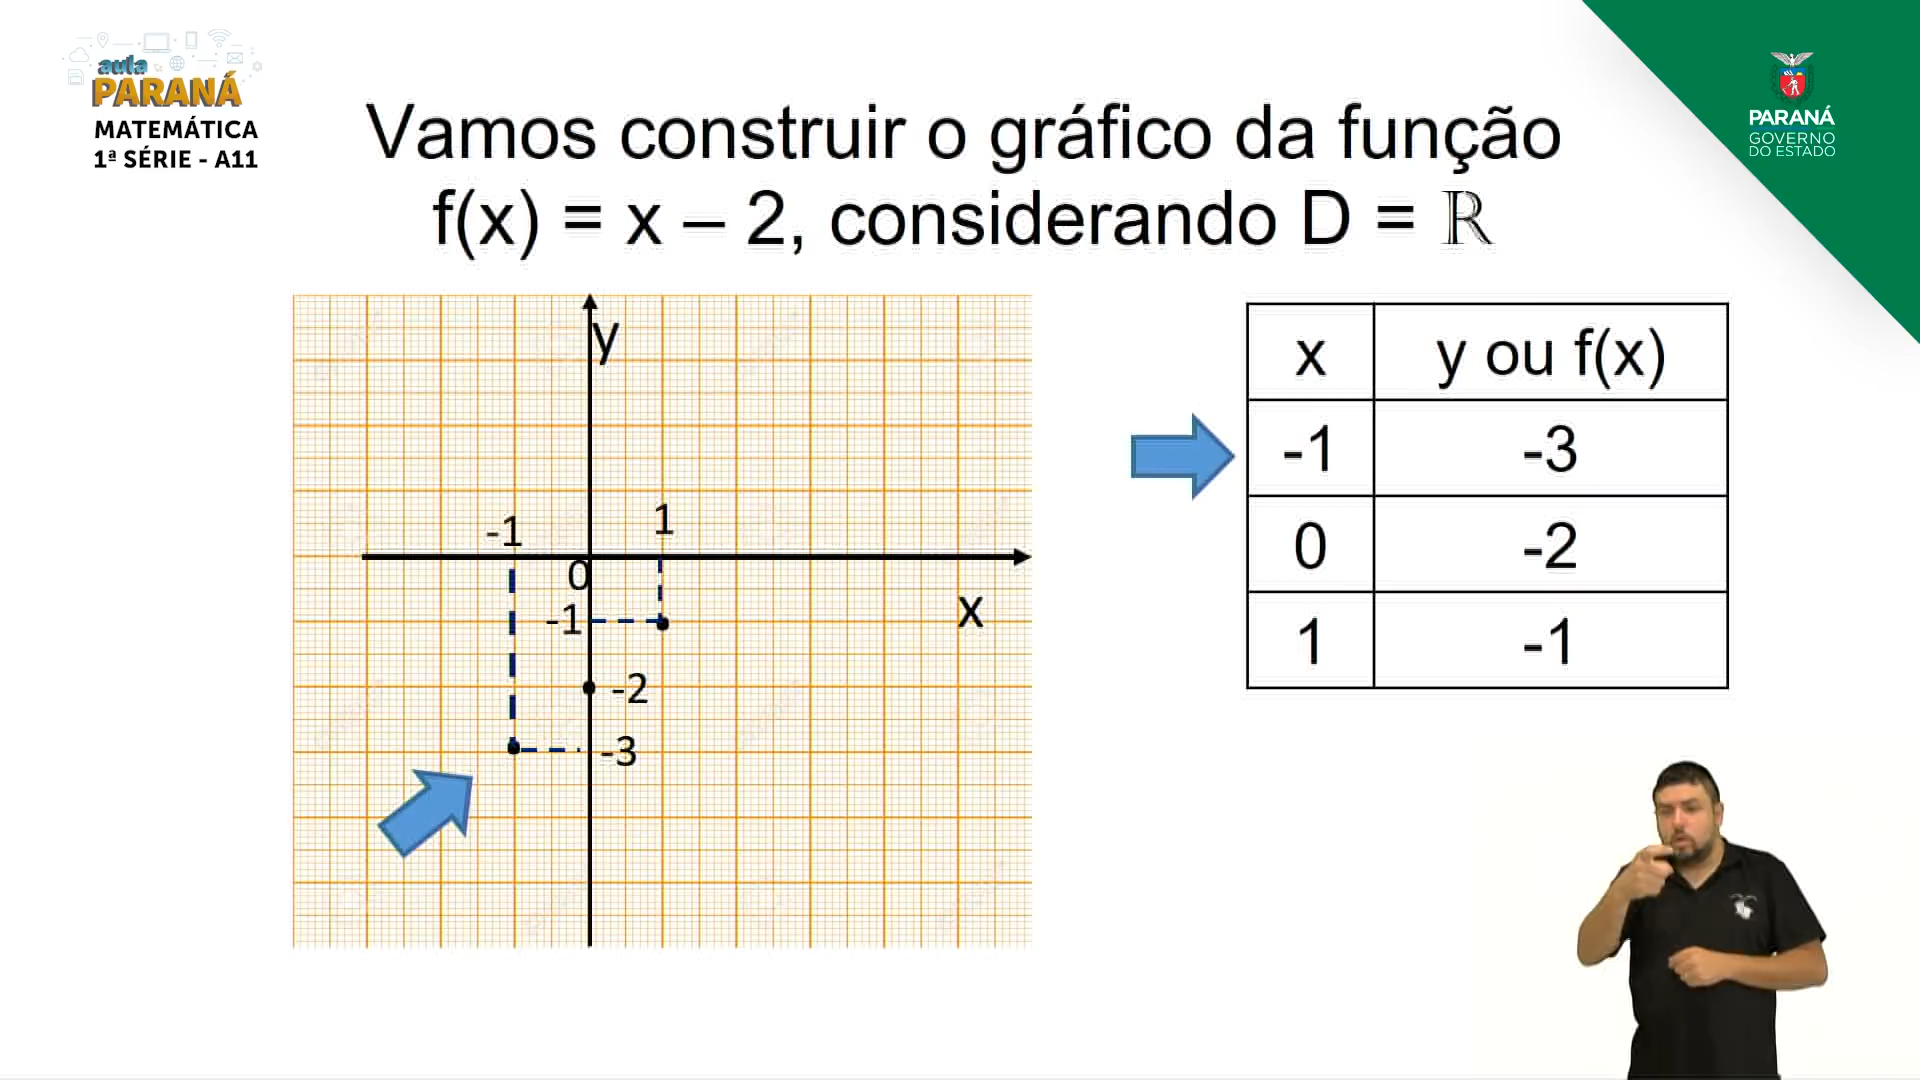 aula
PARANÁ
MATEMÁTICA
1ª SÉRIE - A11
PARANÁ
GOVERNO
DO ESTADO
Vamos construir o gráfico da função
f(x) = x – 2, considerando D = ℝ
y
-1
1
0
-1
x
-2
-3
x y ou f(x)
-1 -3
0 -2
1 -1